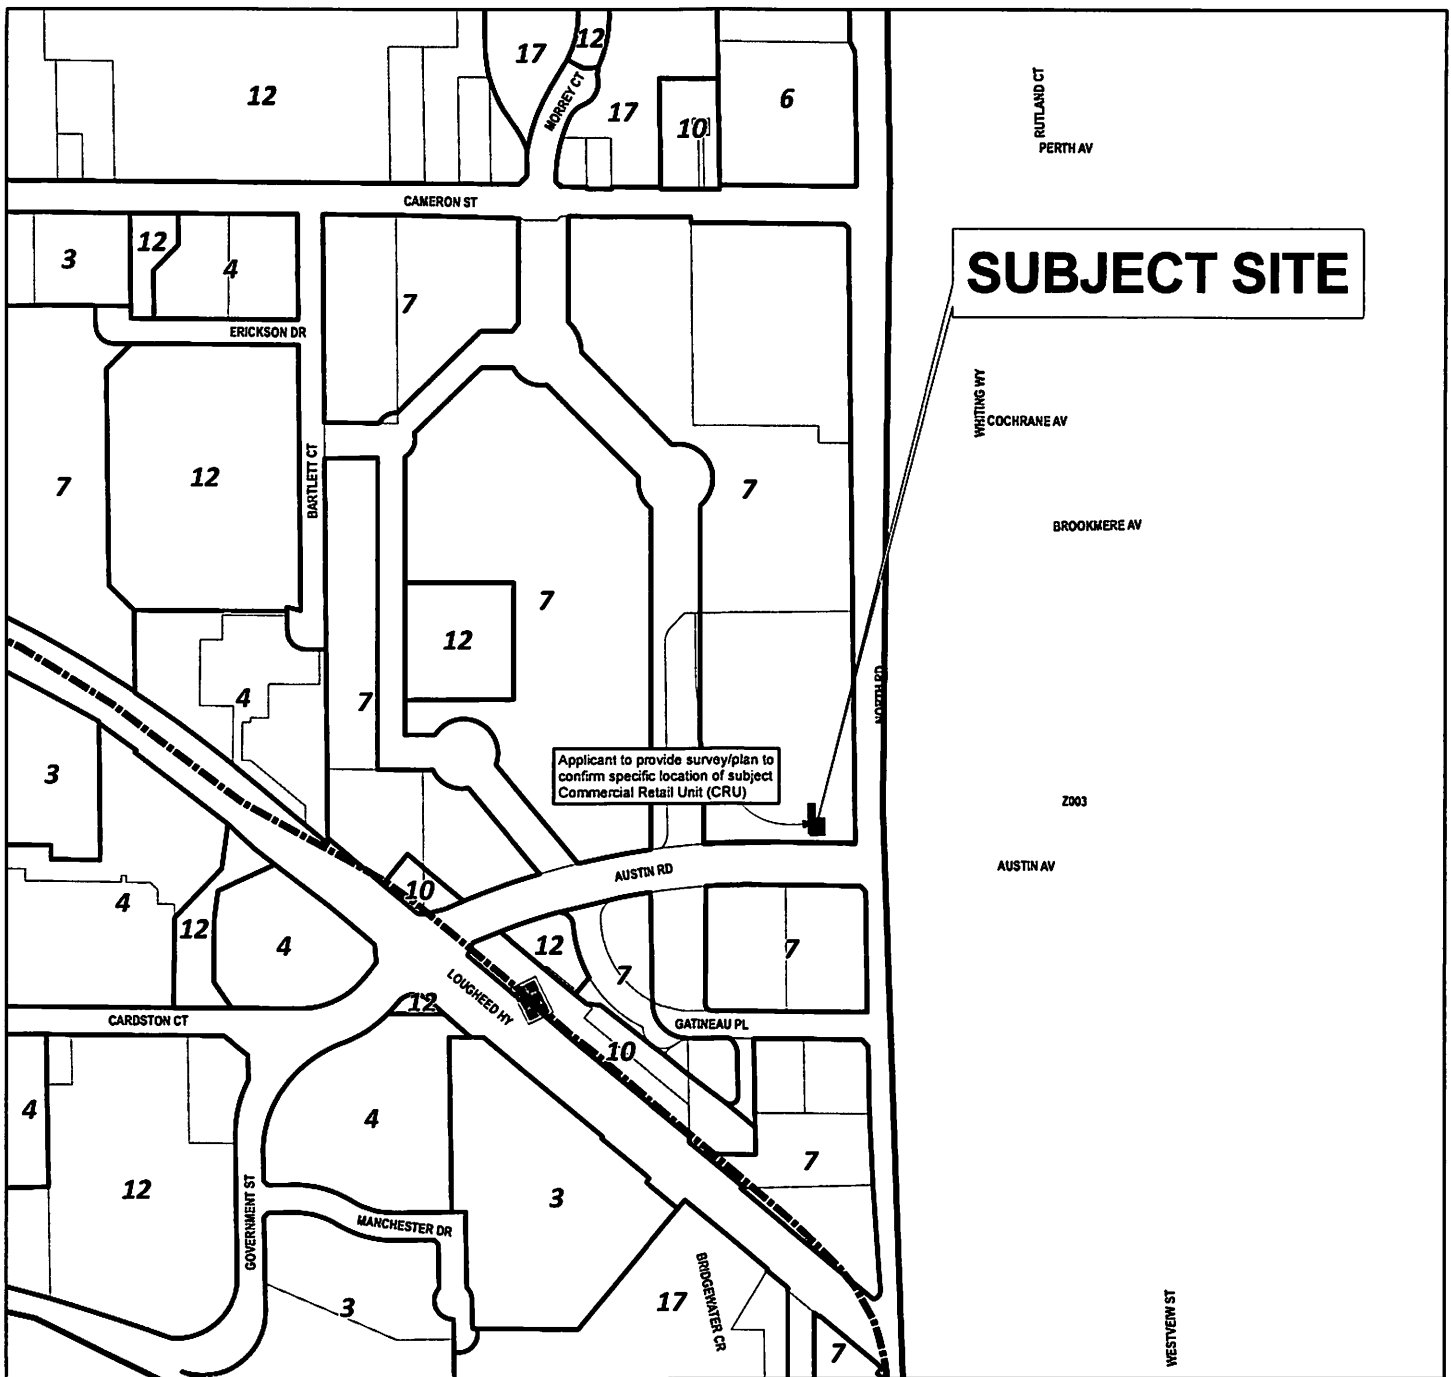 17
12
12
MORREY CT
17
10
6
RUTLAND CT
PERTH AV
CAMERON ST
3
12
4
7
SUBJECT SITE
ERICKSON DR
WHITING WY
COCHRANE AV
BARTLETT CT
7
12
7
BROOKMERE AV
7
12
4
7
NORTH RD
3
Applicant to provide survey/plan to
confirm specific location of subject
Commercial Retail Unit (CRU)
Z003
AUSTIN RD
AUSTIN AV
10
4
12
4
12
7
7
LOUGHEED HY
12
CARDSTON CT
GATINEAU PL
10
4
4
7
12
3
GOVERNMENT ST
MANCHESTER DR
BRIDGEWATER CR
17
3
7
WESTVEIW ST